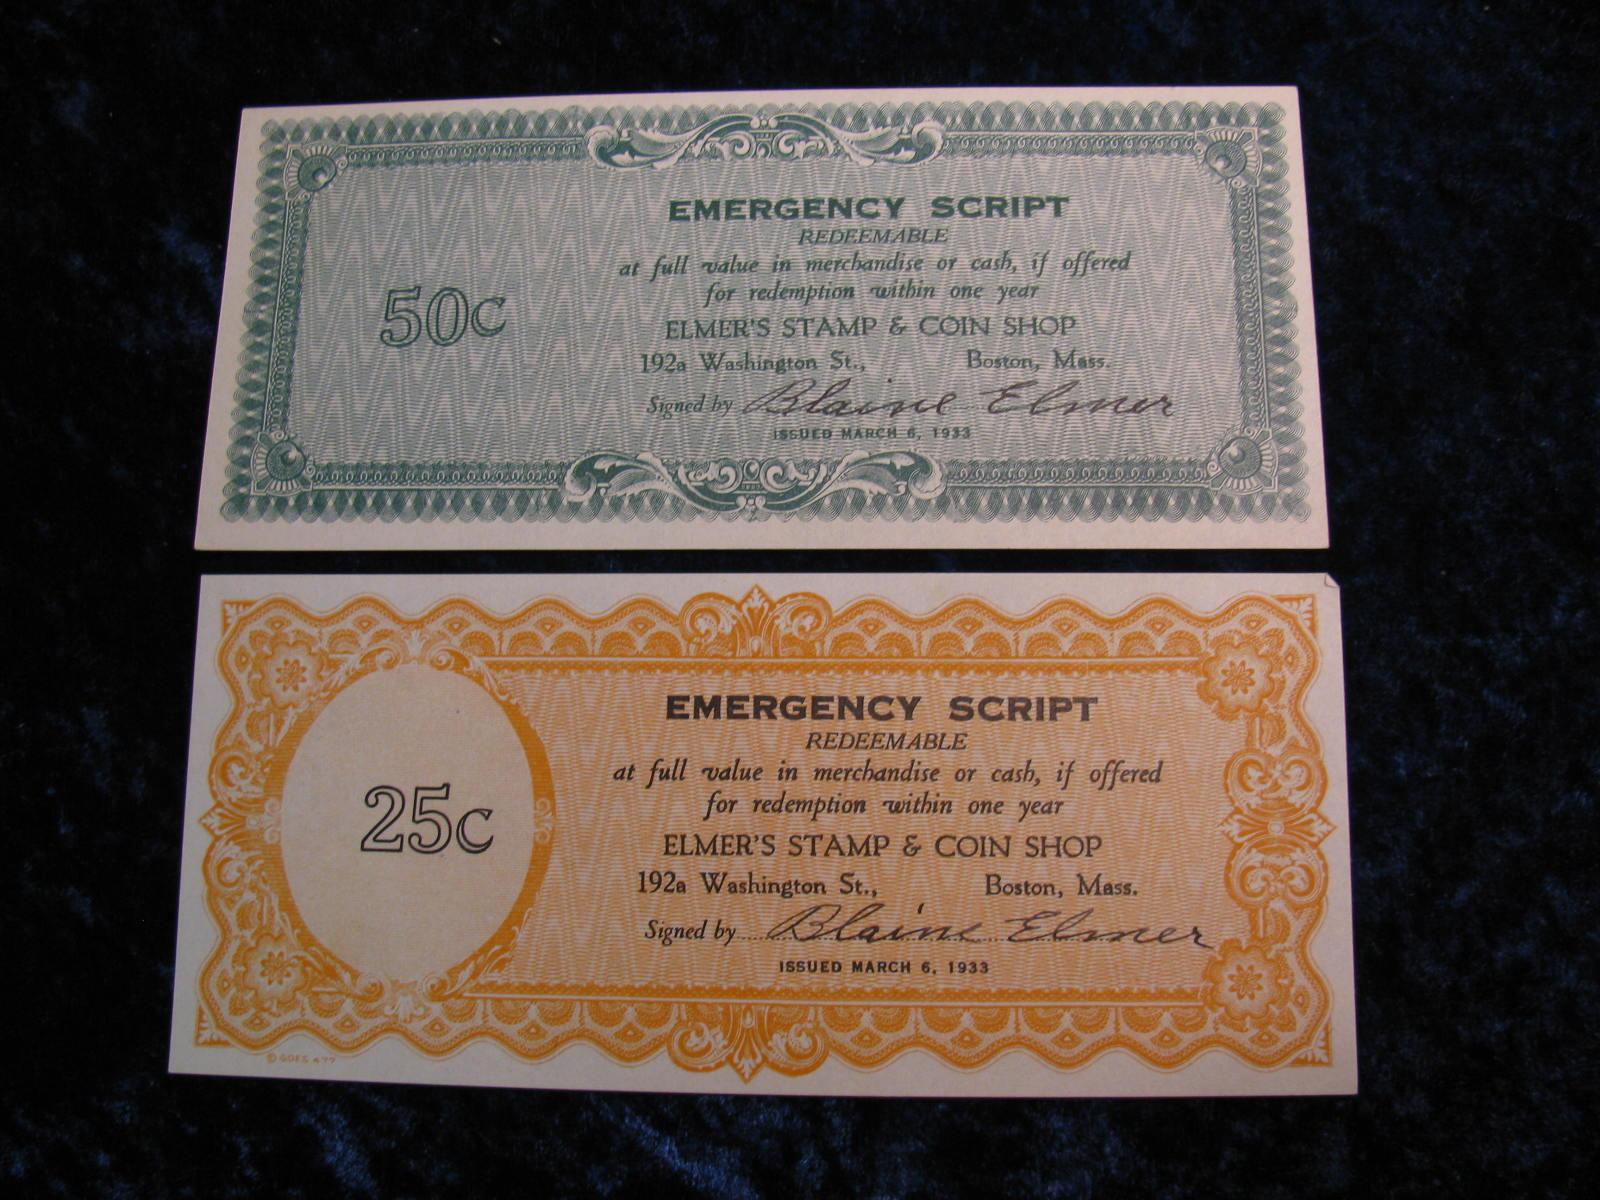 EMERGENCY SCRIPT
REDEEMABLE
at full value in merchandise or cash, if offered
for redemption within one year
50c
ELMER'S STAMP & COIN SHOP
192a Washington St., Boston, Mass.
Signed by Blaine Elmer
ISSUED MARCH 6, 1933
EMERGENCY SCRIPT
REDEEMABLE
at full value in merchandise or cash, if offered
for redemption within one year
25c
ELMER'S STAMP & COIN SHOP
192a Washington St., Boston, Mass.
Signed by Blaine Elmer
ISSUED MARCH 6, 1933
© GOES 477